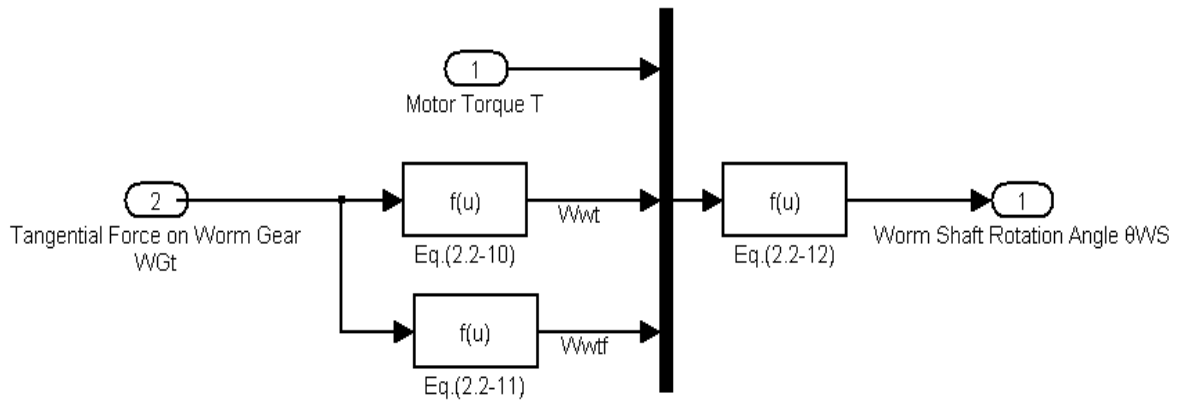 1
Motor Torque T
2
Tangential Force on Worm Gear
WGt
f(u)
Eq.(2.2-10)
Wwt
f(u)
Eq.(2.2-11)
Wwtf
f(u)
Eq.(2.2-12)
1
Worm Shaft Rotation Angle θWS